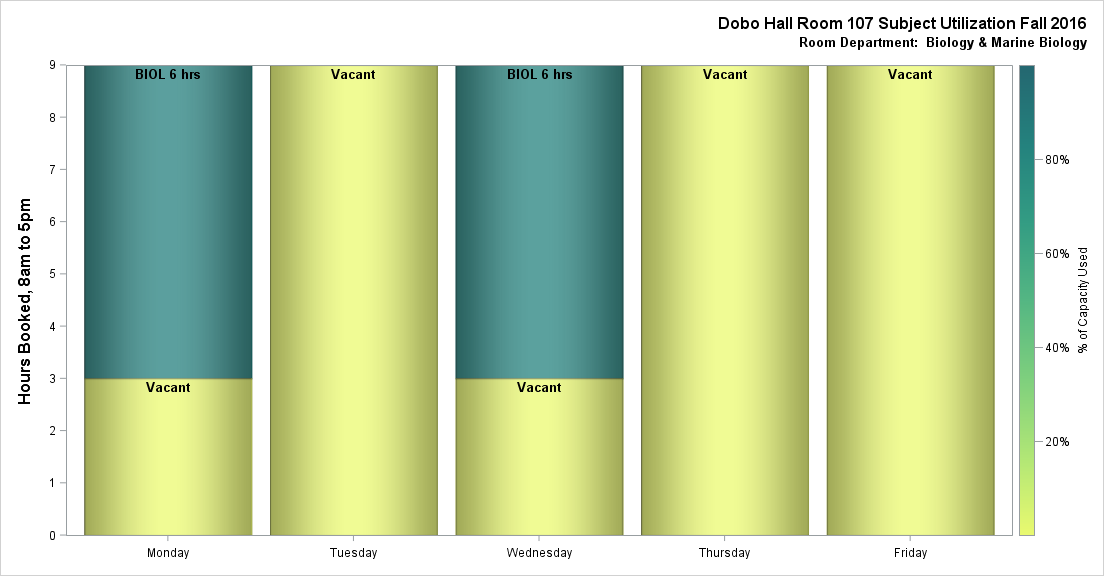 Dobo Hall Room 107 Subject Utilization Fall 2016
Room Department:  Biology & Marine Biology
Hours Booked, 8am to 5pm
9
8
7
6
5
4
3
2
1
0
BIOL 6 hrs
Vacant
Vacant
BIOL 6 hrs
Vacant
Vacant
Vacant
Monday
Tuesday
Wednesday
Thursday
Friday
80%
60%
40%
20%
% of Capacity Used